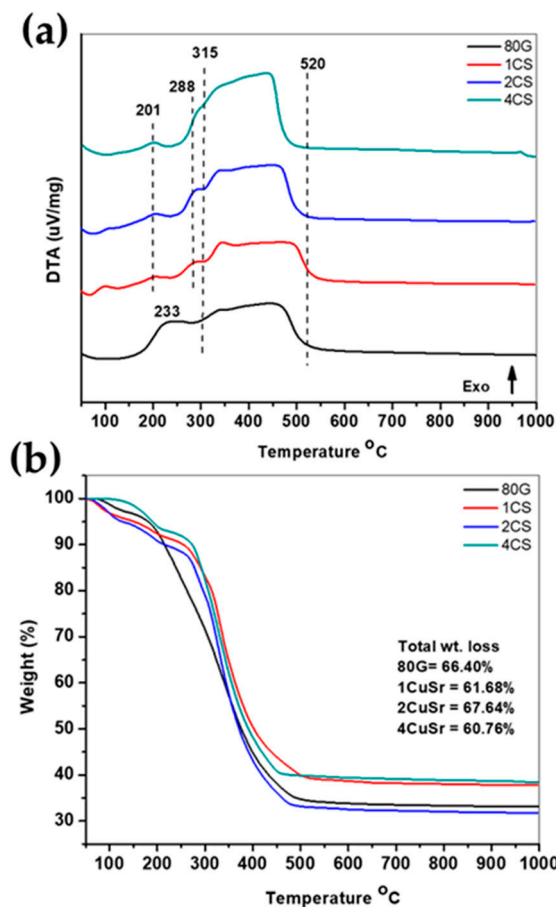 (a)
80G
1CS
2CS
4CS
315
520
288
201
233
DTA (uV/mg)
Exo
100 200 300 400 500 600 700 800 900 1000
Temperature °C
(b)
100
90
80
70
60
50
40
30
80G
1CS
2CS
4CS
Weight (%)
Total wt. loss
80G= 66.40%
1CuSr = 61.68%
2CuSr = 67.64%
4CuSr = 60.76%
100 200 300 400 500 600 700 800 900 1000
Temperature °C